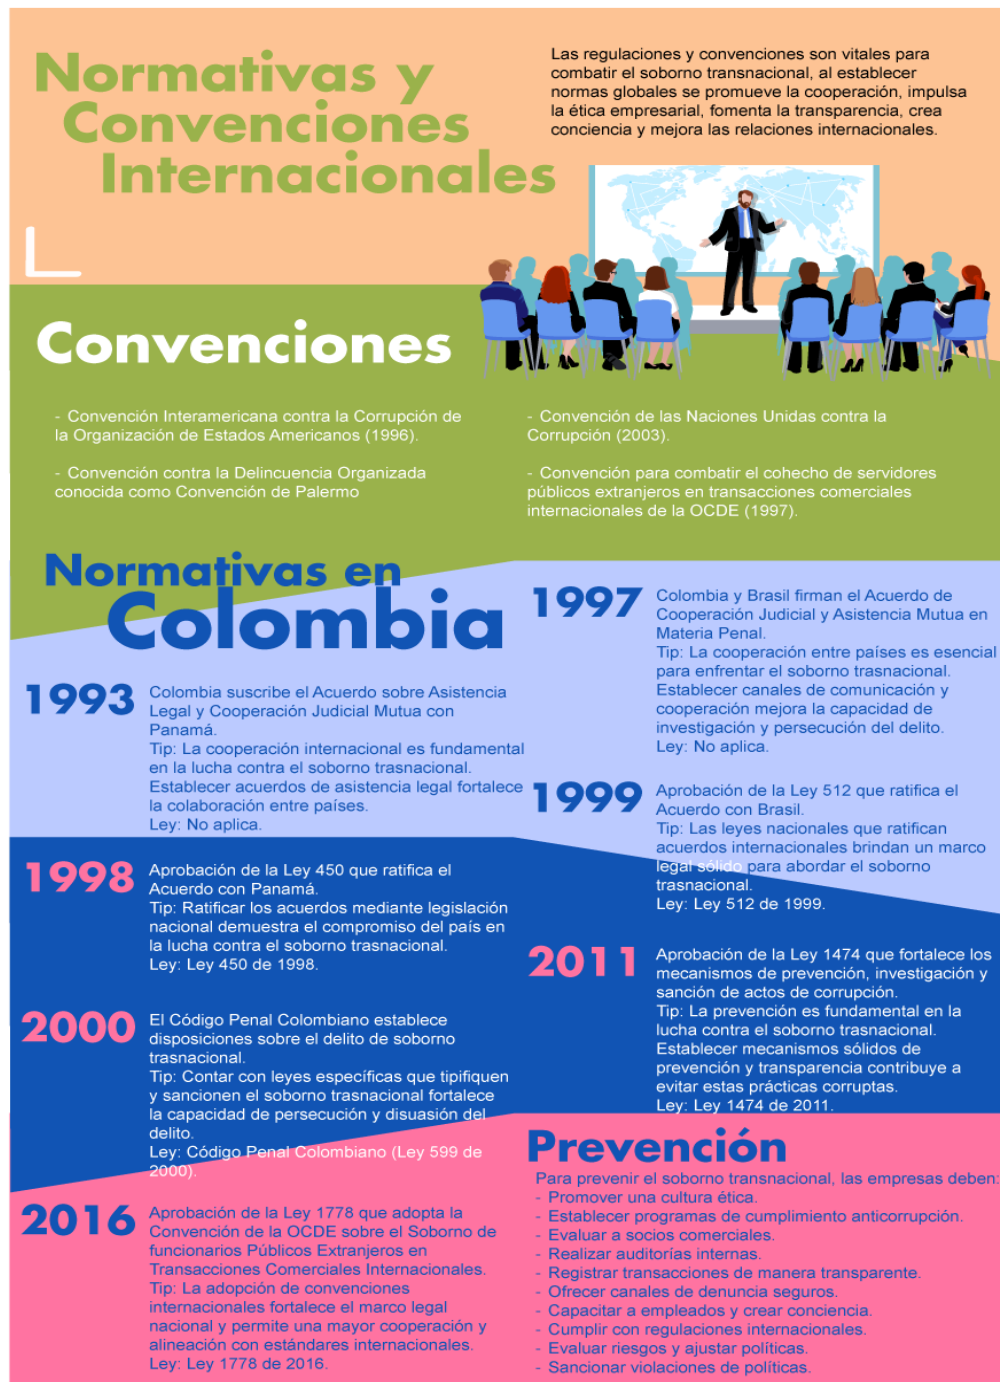 Normativas y
Convenciones
Internacionales
Las regulaciones y convenciones son vitales para
combatir el soborno transnacional, al establecer
normas globales se promueve la cooperación, impulsa
la ética empresarial, fomenta la transparencia, crea
conciencia y mejora las relaciones internacionales.
Convenciones
- Convención Interamericana contra la Corrupción de
la Organización de Estados Americanos (1996).
- Convención contra la Delincuencia Organizada
conocida como Convención de Palermo
- Convención de las Naciones Unidas contra la
Corrupción (2003).
- Convención para combatir el cohecho de servidores
públicos extranjeros en transacciones comerciales
internacionales de la OCDE (1997).
Normativas en
Colombia
1993
Colombia suscribe el Acuerdo sobre Asistencia
Legal y Cooperación Judicial Mutua con
Panamá.
Tip: La cooperación internacional es fundamental
en la lucha contra el soborno trasnacional.
Establecer acuerdos de asistencia legal fortalece
la colaboración entre países.
Ley: No aplica.
1997
Colombia y Brasil firman el Acuerdo de
Cooperación Judicial y Asistencia Mutua en
Materia Penal.
Tip: La cooperación entre países es esencial
para enfrentar el soborno trasnacional.
Establecer canales de comunicación y
cooperación mejora la capacidad de
investigación y persecución del delito.
Ley: No aplica.
1998
Aprobación de la Ley 450 que ratifica el
Acuerdo con Panamá.
Tip: Ratificar los acuerdos mediante legislación
nacional demuestra el compromiso del país en
la lucha contra el soborno trasnacional.
Ley: Ley 450 de 1998.
1999
Aprobación de la Ley 512 que ratifica el
Acuerdo con Brasil.
Tip: Las leyes nacionales que ratifican
acuerdos internacionales brindan un marco
legal sólido para abordar el soborno
trasnacional.
Ley: Ley 512 de 1999.
2000
El Código Penal Colombiano establece
disposiciones sobre el delito de soborno
trasnacional.
Tip: Contar con leyes específicas que tipifiquen
y sancionen el soborno trasnacional fortalece
la capacidad de persecución y disuasión del
delito.
Ley: Código Penal Colombiano (Ley 599 de
2000).
2011
Aprobación de la Ley 1474 que fortalece los
mecanismos de prevención, investigación y
sanción de actos de corrupción.
Tip: La prevención es fundamental en la
lucha contra el soborno trasnacional.
Establecer mecanismos sólidos de
prevención y transparencia contribuye a
evitar estas prácticas corruptas.
Ley: Ley 1474 de 2011.
2016
Aprobación de la Ley 1778 que adopta la
Convención de la OCDE sobre el Soborno de
funcionarios Públicos Extranjeros en
Transacciones Comerciales Internacionales.
Tip: La adopción de convenciones
internacionales fortalece el marco legal
nacional y permite una mayor cooperación y
alineación con estándares internacionales.
Ley: Ley 1778 de 2016.
Prevención
Para prevenir el soborno transnacional, las empresas deben:
- Promover una cultura ética.
- Establecer programas de cumplimiento anticorrupción.
- Evaluar a socios comerciales.
- Realizar auditorías internas.
- Registrar transacciones de manera transparente.
- Ofrecer canales de denuncia seguros.
- Capacitar a empleados y crear conciencia.
- Cumplir con regulaciones internacionales.
- Evaluar riesgos y ajustar políticas.
- Sancionar violaciones de políticas.